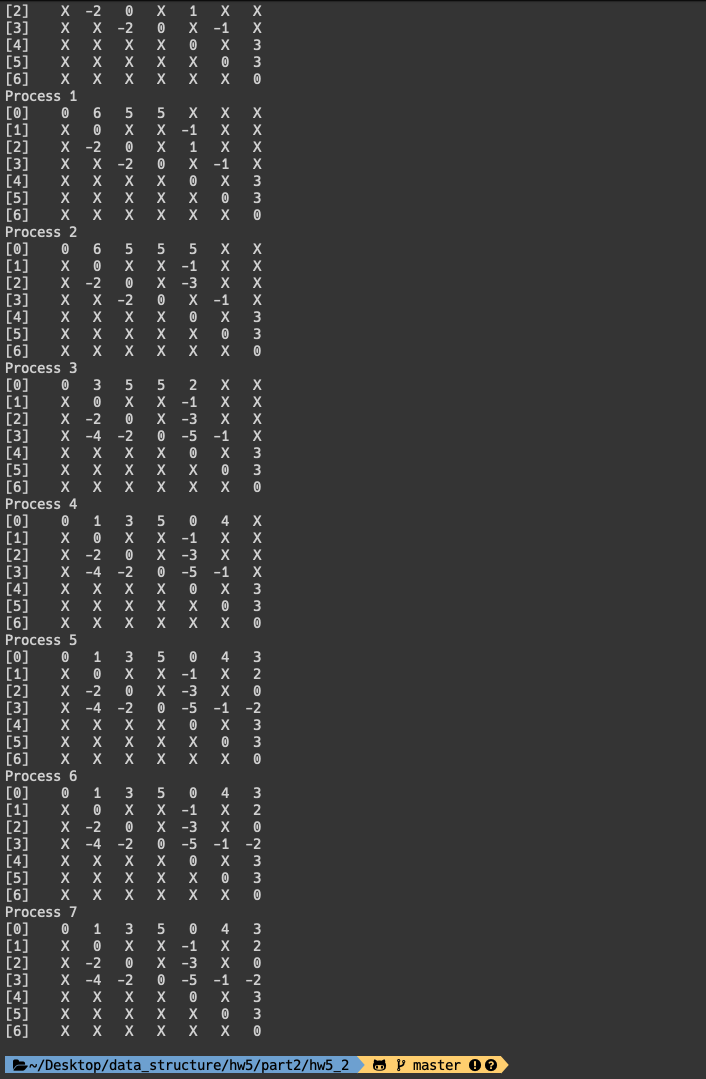 [2] X -2 0 X 1 X X
[3] X X -2 0 X -1 X
[4] X X X X 0 X 3
[5] X X X X X 0 3
[6] X X X X X X 0
Process 1
[0] 0 6 5 5 X X X
[1] X 0 X X -1 X X
[2] X -2 0 X 1 X X
[3] X X -2 0 X -1 X
[4] X X X X 0 X 3
[5] X X X X X 0 3
[6] X X X X X X 0
Process 2
[0] 0 6 5 5 5 X X
[1] X 0 X X -1 X X
[2] X -2 0 X -3 X X
[3] X X -2 0 X -1 X
[4] X X X X 0 X 3
[5] X X X X X 0 3
[6] X X X X X X 0
Process 3
[0] 0 3 5 5 2 X X
[1] X 0 X X -1 X X
[2] X -2 0 X -3 X X
[3] X -4 -2 0 -5 -1 X
[4] X X X X 0 X 3
[5] X X X X X 0 3
[6] X X X X X X 0
Process 4
[0] 0 1 3 5 0 4 X
[1] X 0 X X -1 X X
[2] X -2 0 X -3 X X
[3] X -4 -2 0 -5 -1 X
[4] X X X X 0 X 3
[5] X X X X X 0 3
[6] X X X X X X 0
Process 5
[0] 0 1 3 5 0 4 3
[1] X 0 X X -1 X 2
[2] X -2 0 X -3 X 0
[3] X -4 -2 0 -5 -1 -2
[4] X X X X 0 X 3
[5] X X X X X 0 3
[6] X X X X X X 0
Process 6
[0] 0 1 3 5 0 4 3
[1] X 0 X X -1 X 2
[2] X -2 0 X -3 X 0
[3] X -4 -2 0 -5 -1 -2
[4] X X X X 0 X 3
[5] X X X X X 0 3
[6] X X X X X X 0
Process 7
[0] 0 1 3 5 0 4 3
[1] X 0 X X -1 X 2
[2] X -2 0 X -3 X 0
[3] X -4 -2 0 -5 -1 -2
[4] X X X X 0 X 3
[5] X X X X X 0 3
[6] X X X X X X 0
~/Desktop/data_structure/hw5/part2/hw5_2 master